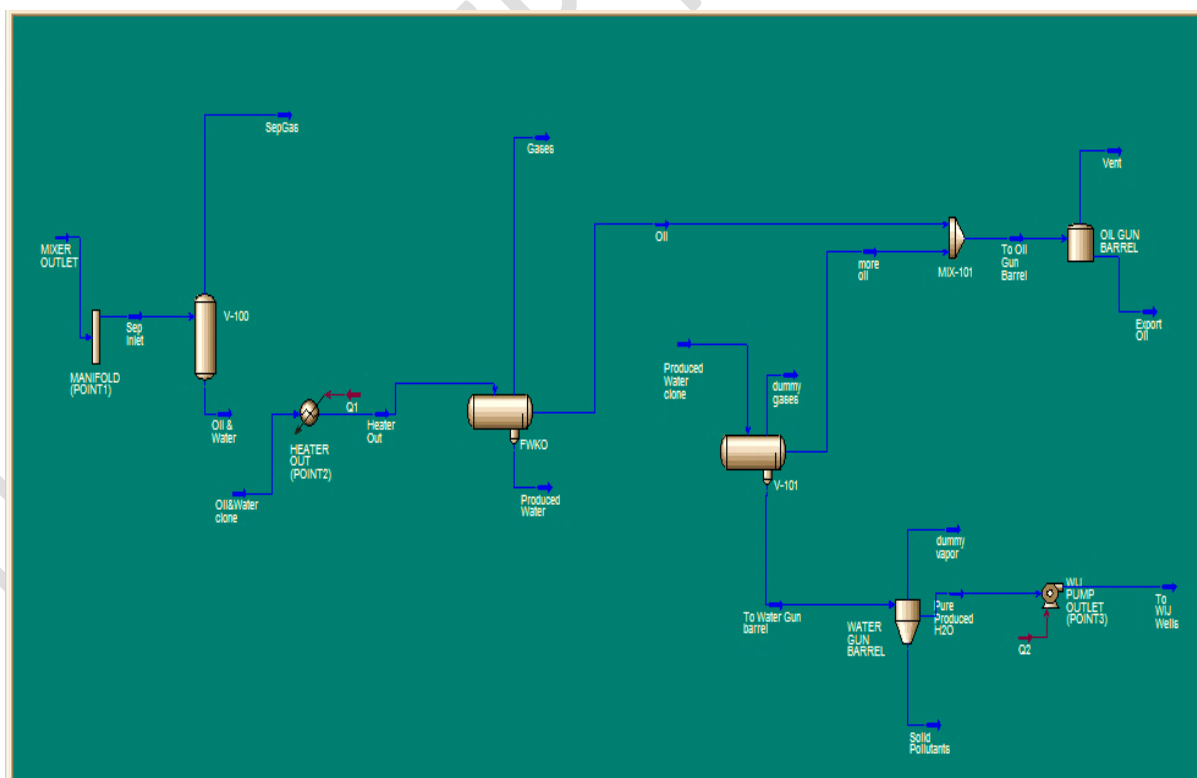 SepGas
Gases
Vent
MIXER
OUTLET
Oil
more
oil
MIX-101
To Oil
Gun
Barrel
OIL GUN
BARREL
Sep
Inlet
V-100
MANIFOLD
(POINT1)
Export
Oil
Produced
Water
clone
dummy
gases
Q1
Oil &
Water
Heater
Out
HEATER
OUT
(POINT2)
FWKO
V-101
Oil&Water
clone
Produced
Water
dummy
vapor
WIJ
PUMP
OUTLET
(POINT3)
To Water Gun
barrel
WATER
GUN
BARREL
Pure
Produced
H2O
To
WIJ
Wells
Q2
Solid
Pollutants